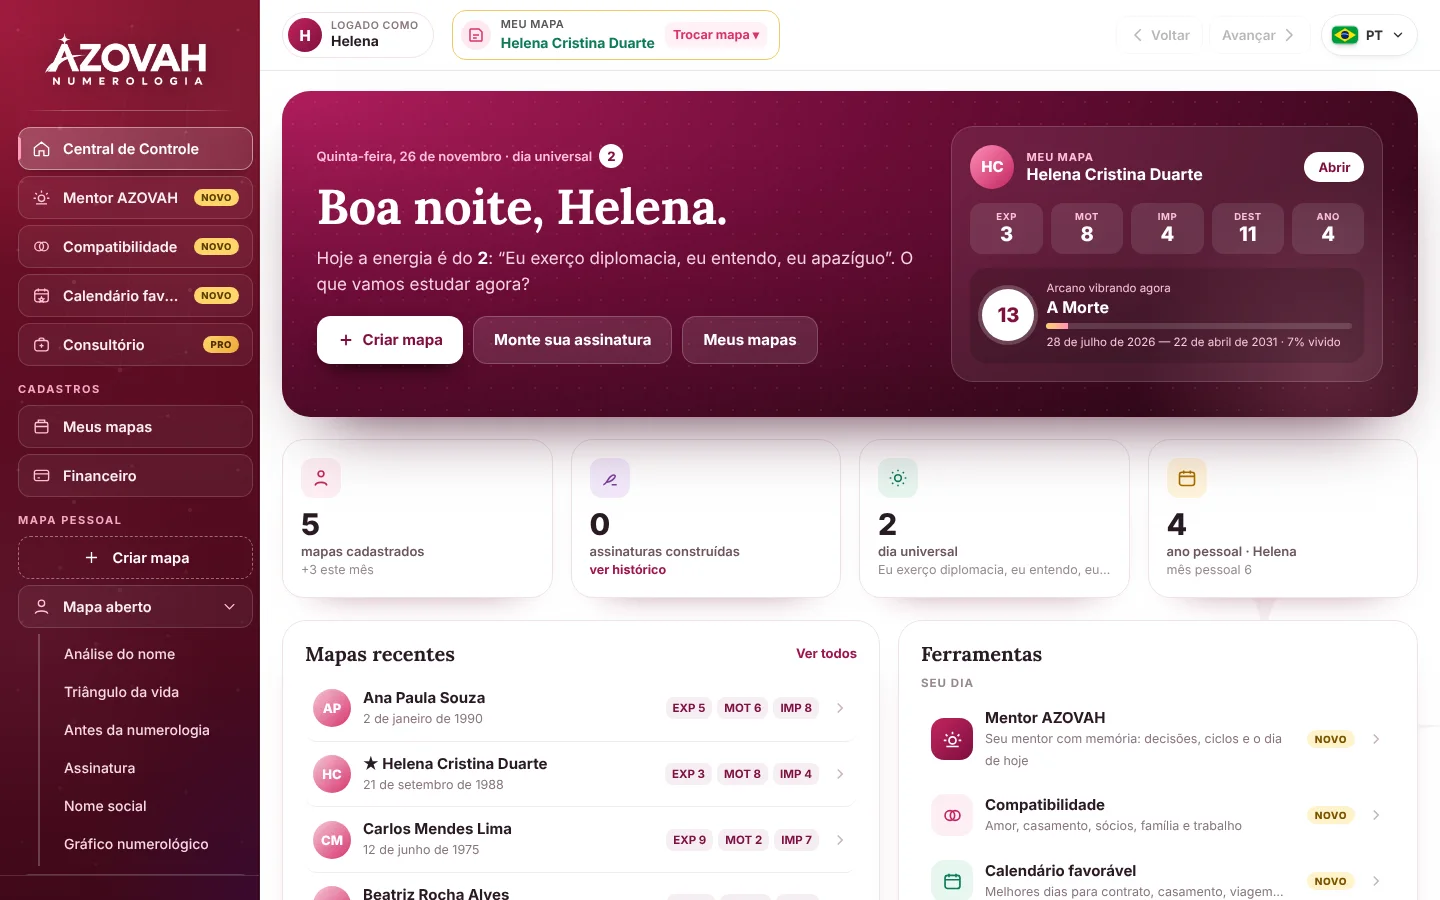 AZOVAH
NUMEROLOGIA
Central de Controle
Mentor AZOVAH NOVO
Compatibilidade NOVO
Calendário fav... NOVO
Consultório PRO
CADASTROS
Meus mapas
Financeiro
MAPA PESSOAL
Criar mapa
Mapa aberto
Análise do nome
Triângulo da vida
Antes da numerologia
Assinatura
Nome social
Gráfico numerológico
H
LOGADO COMO
Helena
MEU MAPA
Helena Cristina Duarte
Trocar mapa ▾
Voltar
Avançar
PT
Quinta-feira, 26 de novembro · dia universal 2
Boa noite, Helena.
Hoje a energia é do 2: “Eu exerço diplomacia, eu entendo, eu apazíguo”. O
que vamos estudar agora?
Criar mapa
Monte sua assinatura
Meus mapas
HC
MEU MAPA
Helena Cristina Duarte
Abrir
EXP MOT IMP DEST ANO
3 8 4 11 4
13
Arcano vibrando agora
A Morte
28 de julho de 2026 — 22 de abril de 2031 · 7% vivido
5
mapas cadastrados
+3 este mês
0
assinaturas construídas
ver histórico
2
dia universal
Eu exerço diplomacia, eu entendo, eu...
4
ano pessoal · Helena
mês pessoal 6
Mapas recentes
Ver todos
AP
Ana Paula Souza
2 de janeiro de 1990
EXP 5 MOT 6 IMP 8
HC
★ Helena Cristina Duarte
21 de setembro de 1988
EXP 3 MOT 8 IMP 4
CM
Carlos Mendes Lima
12 de junho de 1975
EXP 9 MOT 2 IMP 7
Beatriz Rocha Alves
Ferramentas
SEU DIA
Mentor AZOVAH
Seu mentor com memória: decisões, ciclos e o dia
de hoje
NOVO
Compatibilidade
Amor, casamento, sócios, família e trabalho
NOVO
Calendário favorável
Melhores dias para contrato, casamento, viagem...
NOVO